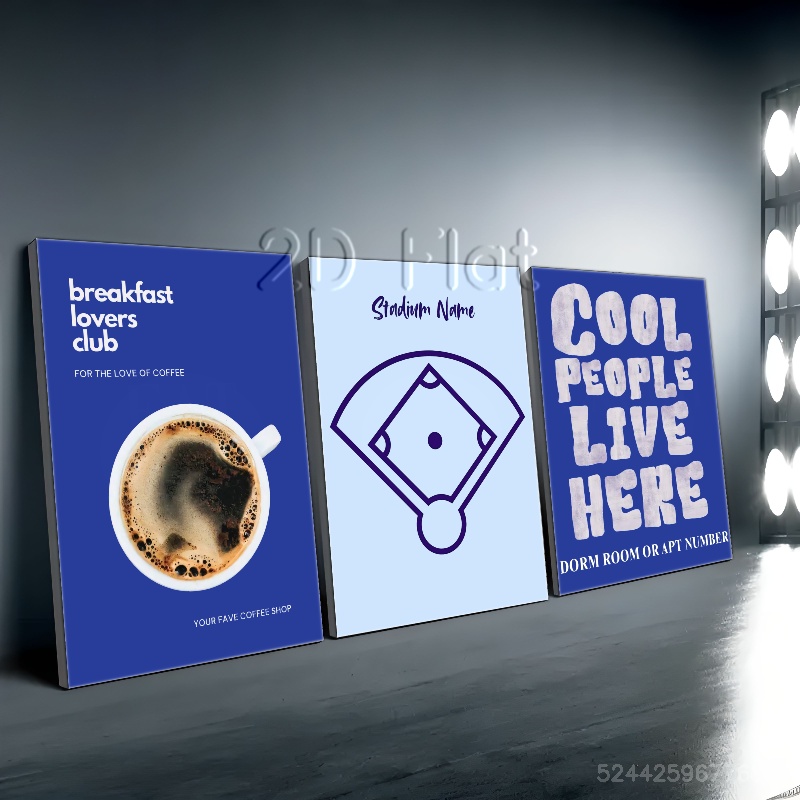 2D Flat
breakfast
lovers
club
FOR THE LOVE OF COFFEE
YOUR FAVE COFFEE SHOP
Stadium Name
COOL
PEOPLE
LIVE
HERE
DORM ROOM OR APT NUMBER